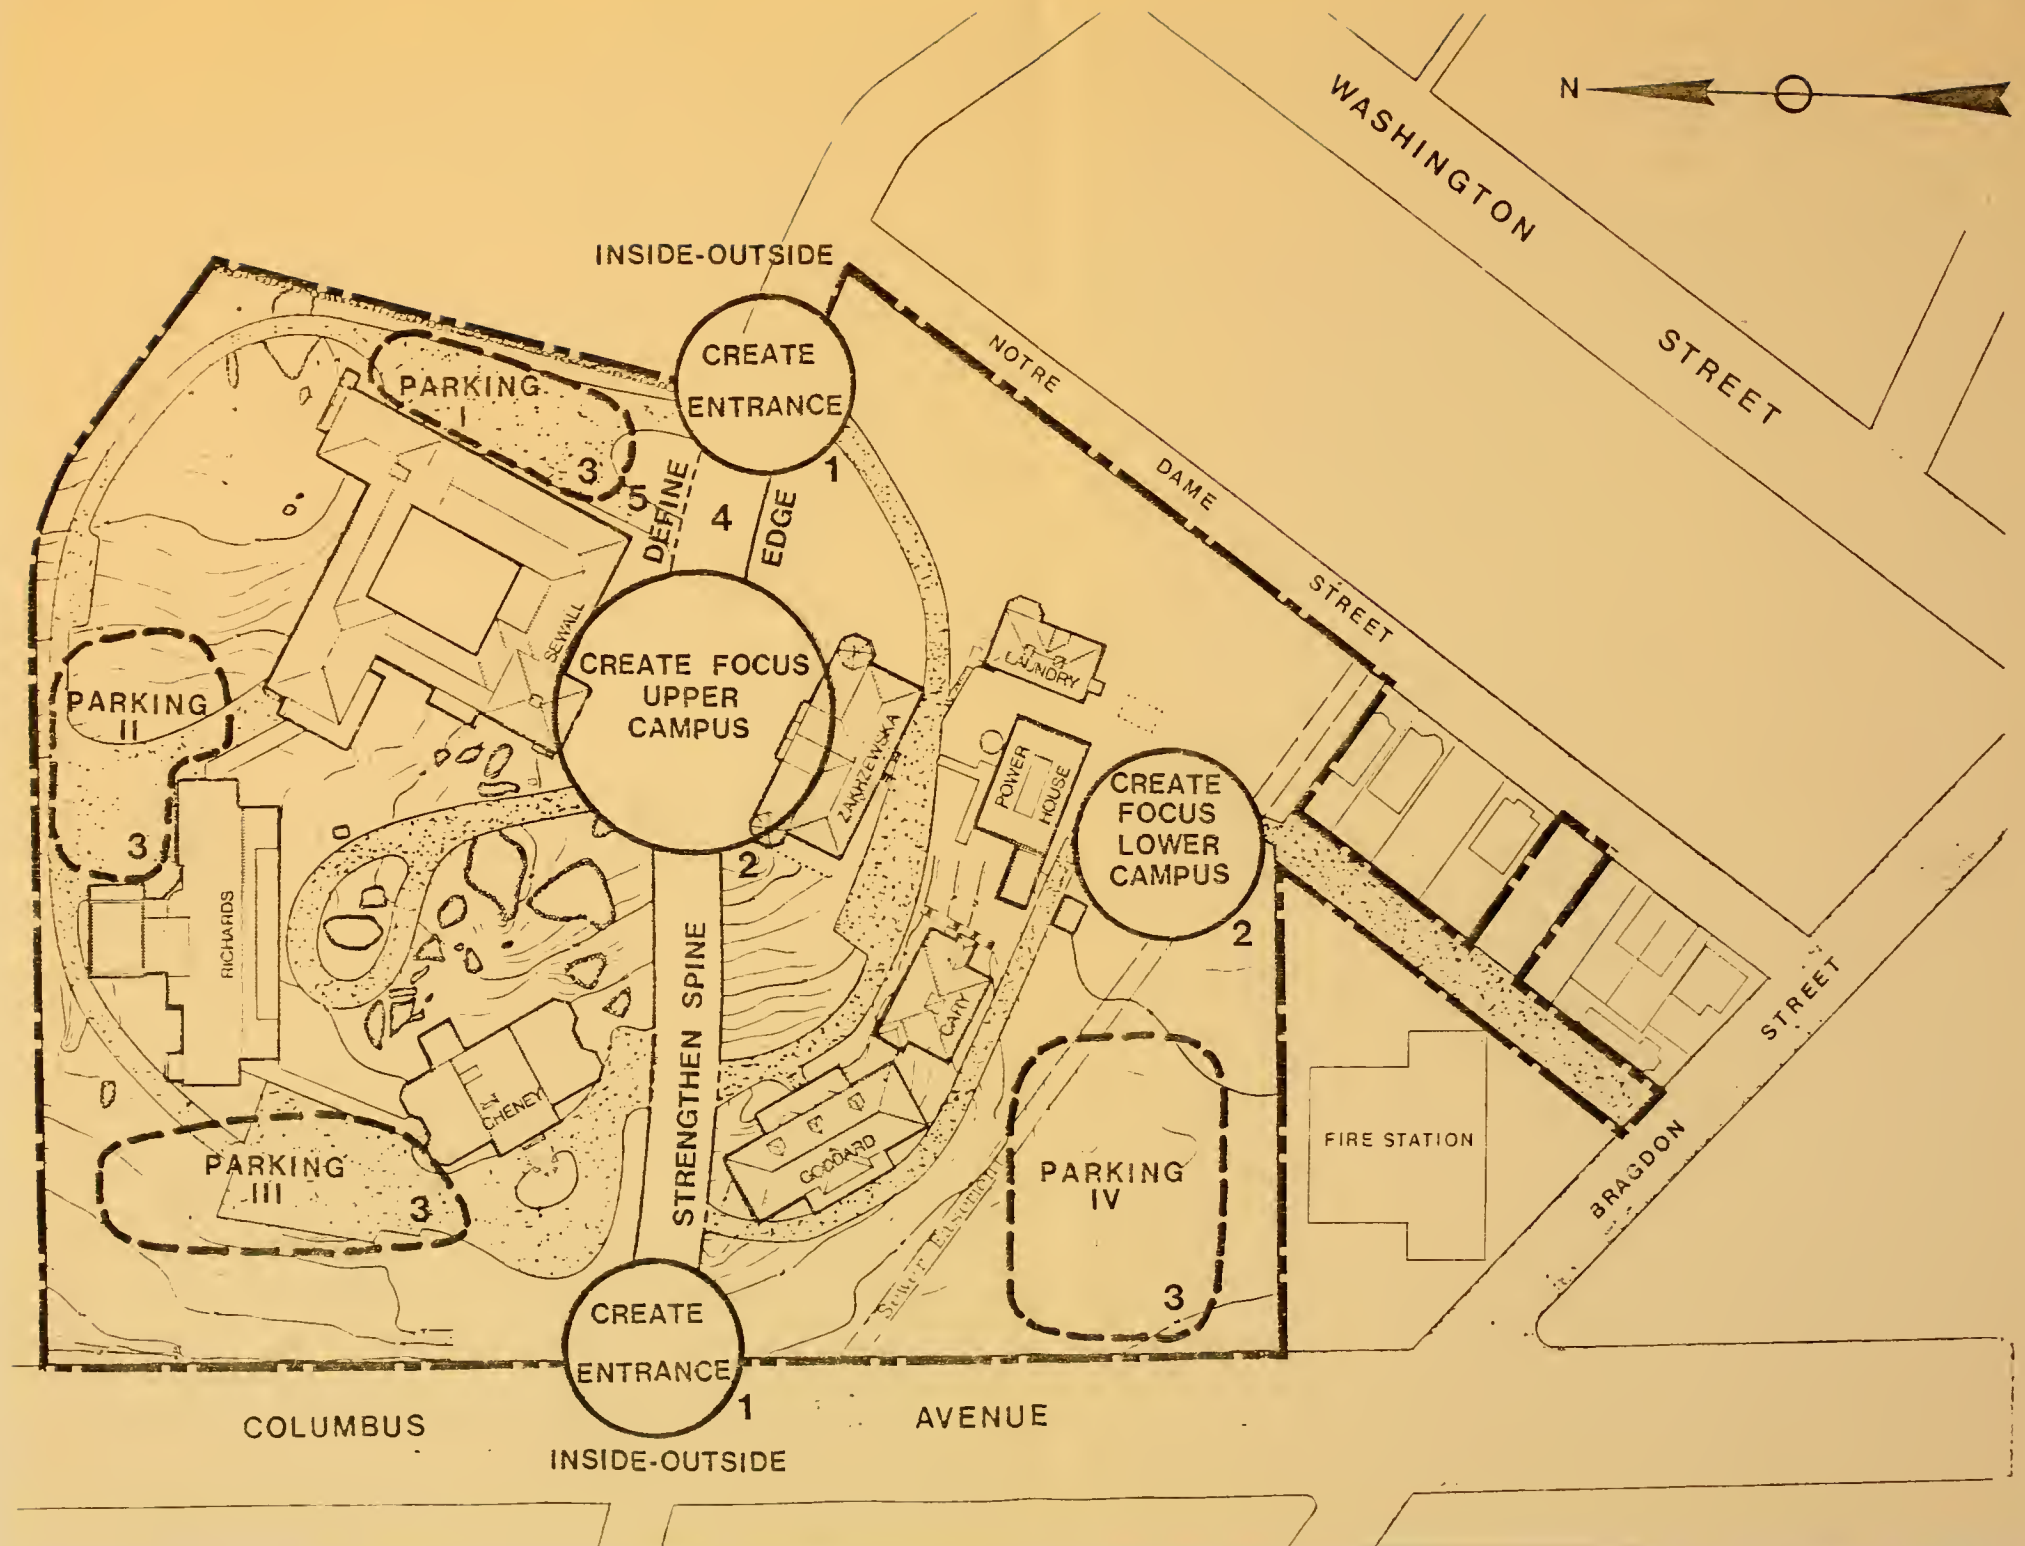 N
WASHINGTON
STREET
INSIDE-OUTSIDE
CREATE
ENTRANCE
1
NOTRE
DAME
STREET
PARKING
I
3
5
DEFINE
4
EDGE
SEWALL
CREATE FOCUS
UPPER
CAMPUS
2
ZAKRZEWSKA
LAUNDRY
POWER
HOUSE
CREATE
FOCUS
LOWER
CAMPUS
2
PARKING
II
3
RICHARDS
STRENGTHEN SPINE
CARY
CHENEY
GODDARD
PARKING
III
3
Sewer Easement
PARKING
IV
3
FIRE STATION
BRAGDON
STREET
CREATE
ENTRANCE
1
COLUMBUS
AVENUE
INSIDE-OUTSIDE